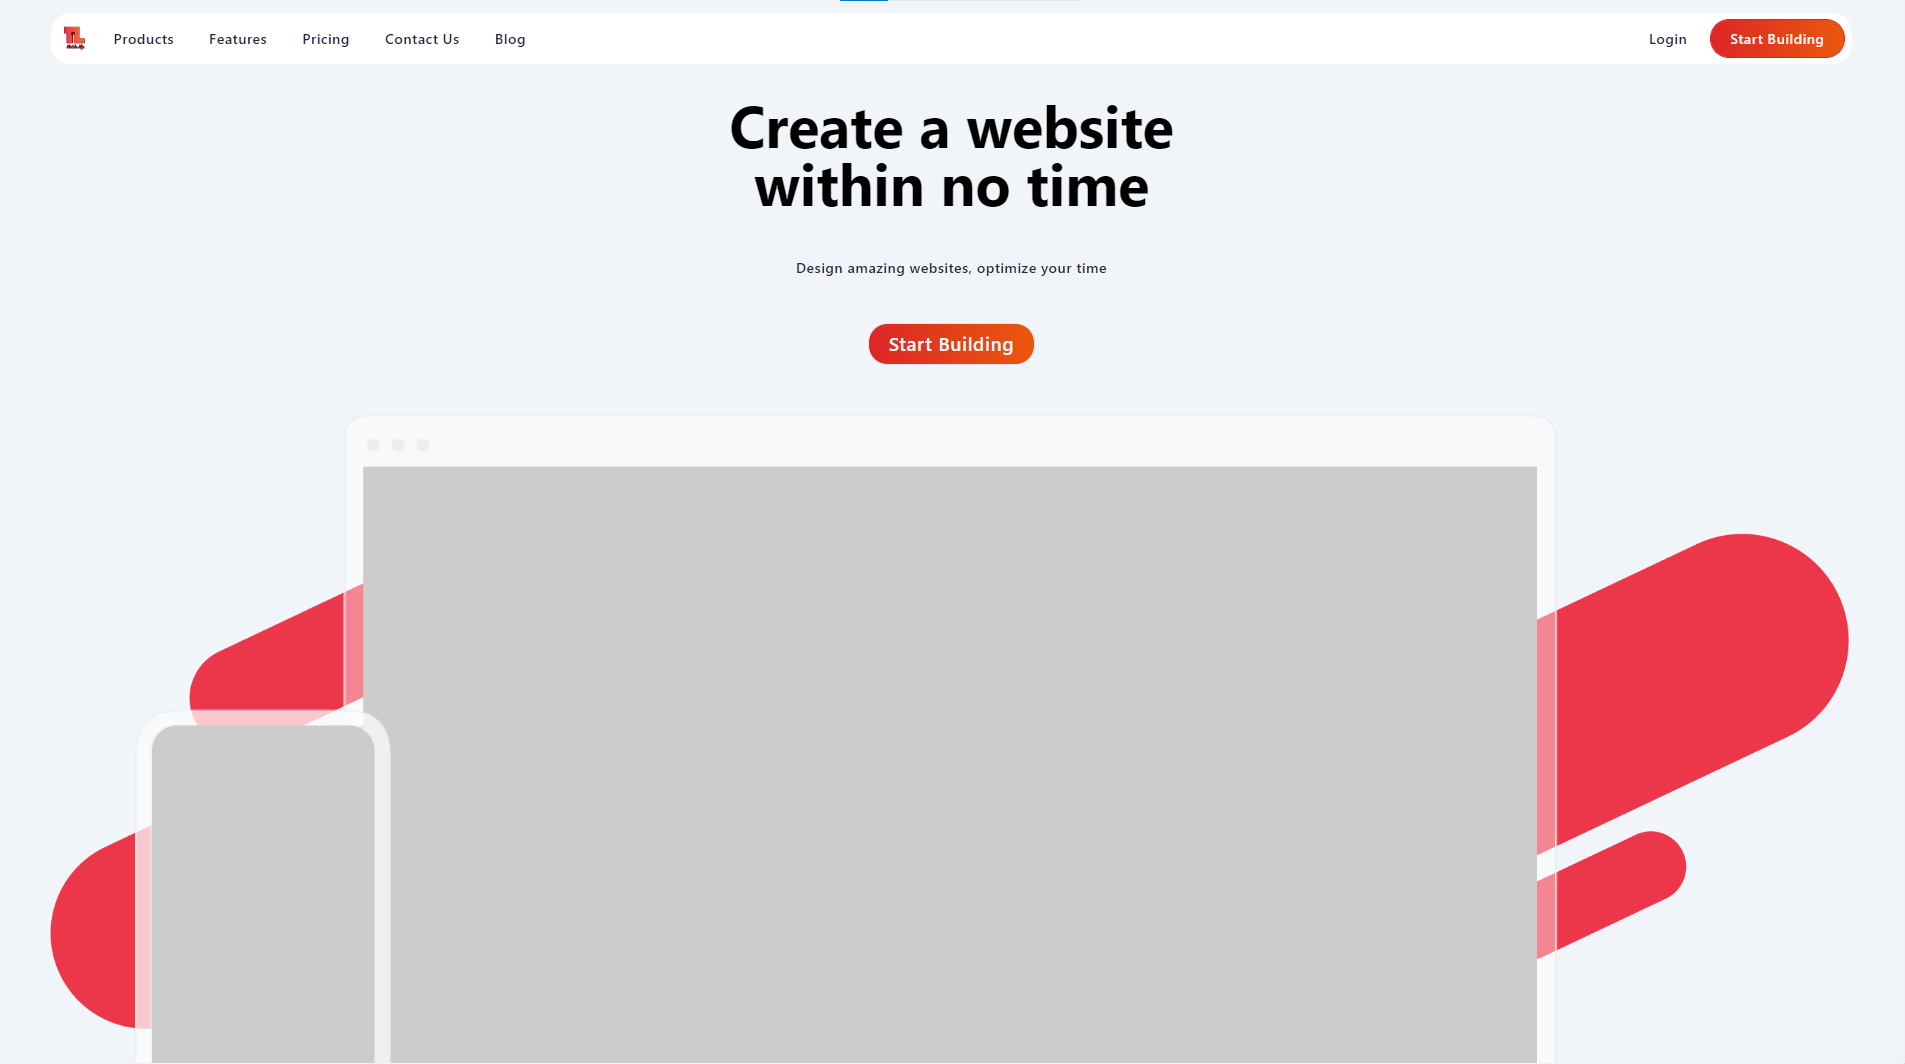 Products Features Pricing Contact Us Blog Login Start Building
Create a website
within no time
Design amazing websites, optimize your time
Start Building